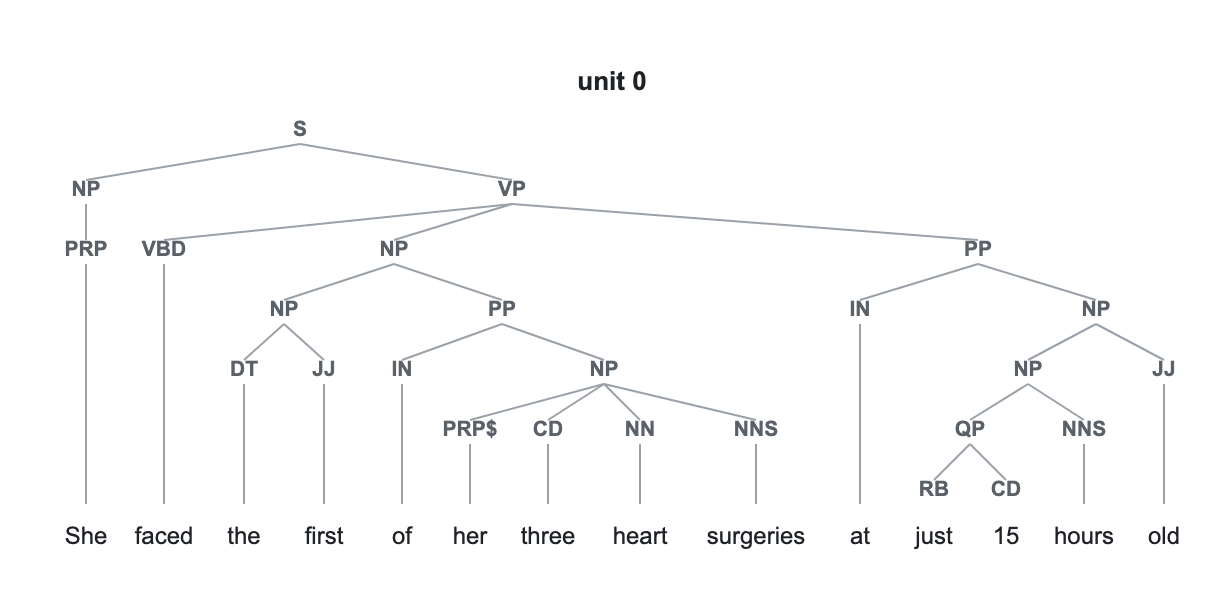 unit 0
S
NP VP
PRP VBD NP PP
NP PP IN NP
DT JJ IN NP NP JJ
PRP$ CD NN NNS QP NNS
RB CD
She faced the first of her three heart surgeries at just 15 hours old